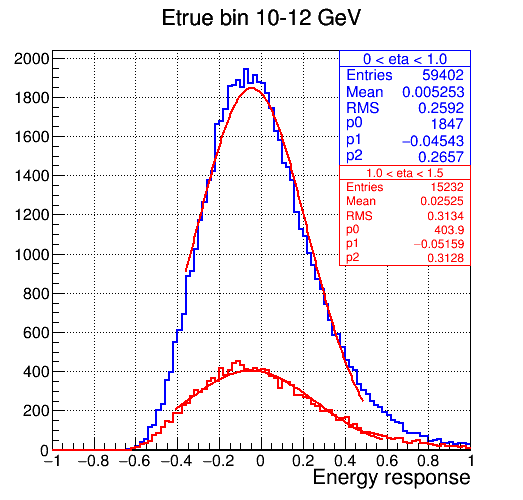 Etrue bin 10-12 GeV
0 < eta < 1.0
Entries 59402
Mean 0.005253
RMS 0.2592
p0 1847
p1 −0.04543
p2 0.2657
1.0 < eta < 1.5
Entries 15232
Mean 0.02525
RMS 0.3134
p0 403.9
p1 −0.05159
p2 0.3128
2000
1800
1600
1400
1200
1000
800
600
400
200
0
−1 −0.8 −0.6 −0.4 −0.2 0 0.2 0.4 0.6 0.8 1
Energy response